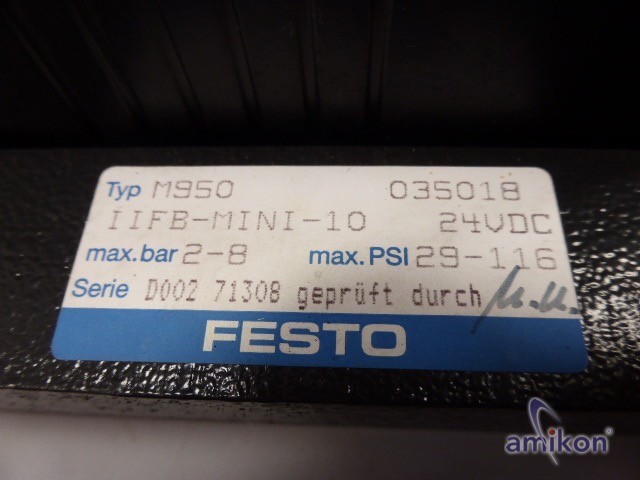 Typ M950 035018
IIFB-MINI-10 24VDC
max.bar 2-8 max.PSI 29-116
Serie D002 71308 geprüft durch
FESTO
amikon